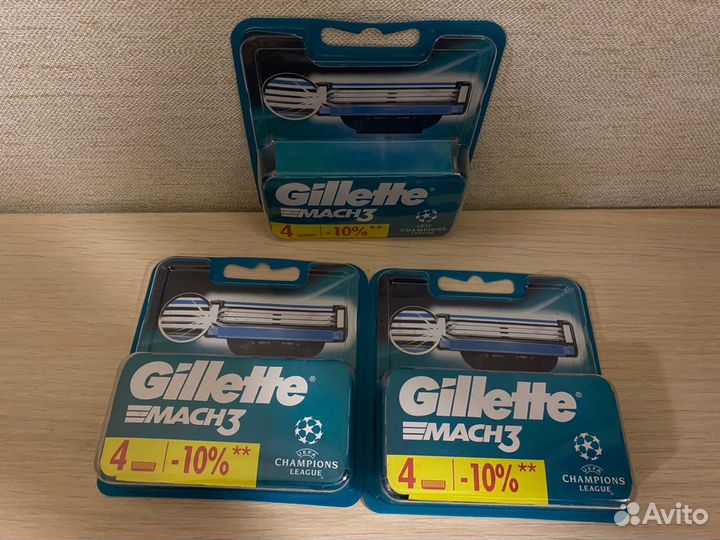 Gillette
MACH3
4 -10%**
UEFA
CHAMPIONS
LEAGUE
Gillette®
MACH3
4 -10%**
UEFA
CHAMPIONS
LEAGUE
Gillette®
MACH3
4 -10%**
UEFA
CHAMPIONS
LEAGUE
Avito